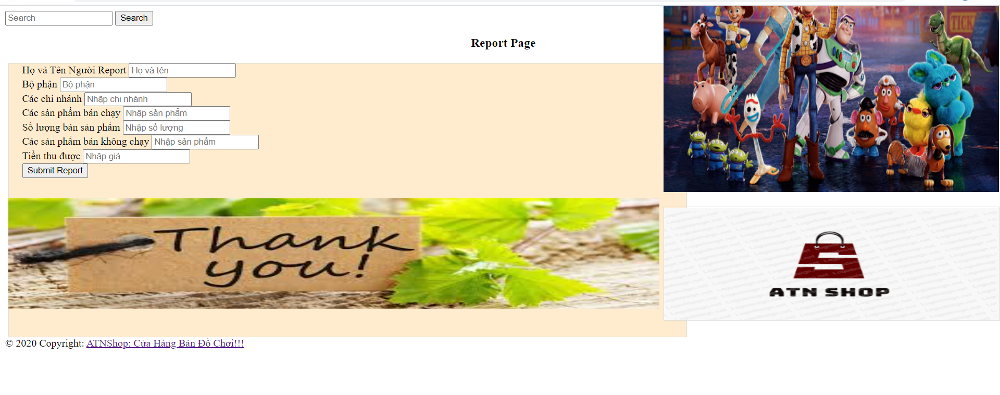 Search Search
Report Page
Họ và Tên Người Report Họ và tên
Bộ phận Bộ phận
Các chi nhánh Nhập chi nhánh
Các sản phẩm bán chạy Nhập sản phẩm
Số lượng bán sản phẩm Nhập số lượng
Các sản phẩm bán không chạy Nhập sản phẩm
Tiền thu được Nhập giá
Submit Report
Thank
you!
© 2020 Copyright: ATNShop: Cửa Hàng Bán Đồ Chơi!!!
TICK
S
ATN SHOP